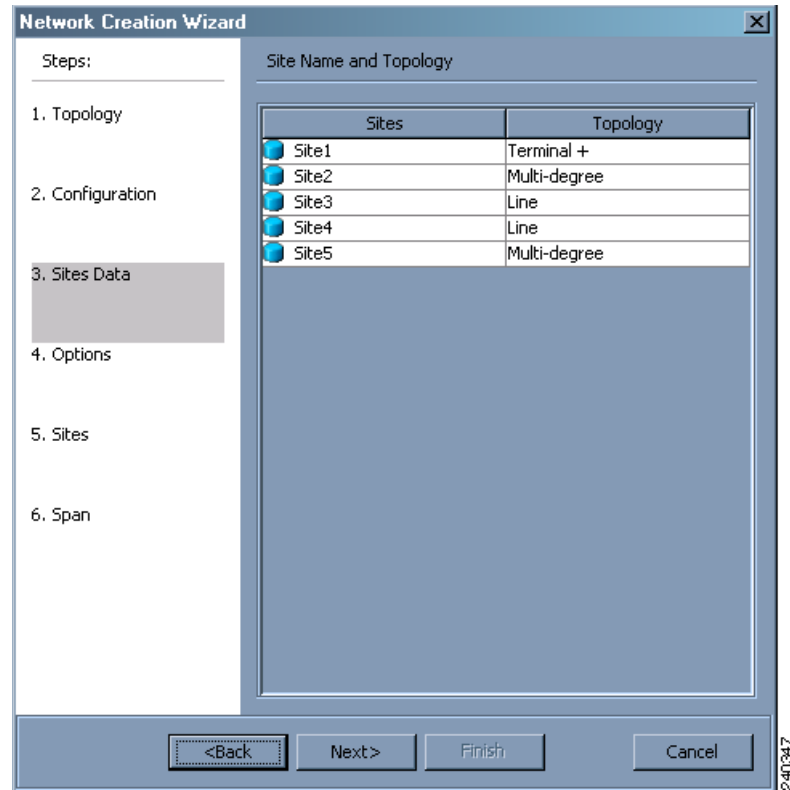 Network Creation Wizard
Steps:
Site Name and Topology
1. Topology
2. Configuration
3. Sites Data
4. Options
5. Sites
6. Span
Sites Topology
Site1 Terminal +
Site2 Multi-degree
Site3 Line
Site4 Line
Site5 Multi-degree
<Back Next> Finish Cancel
240347